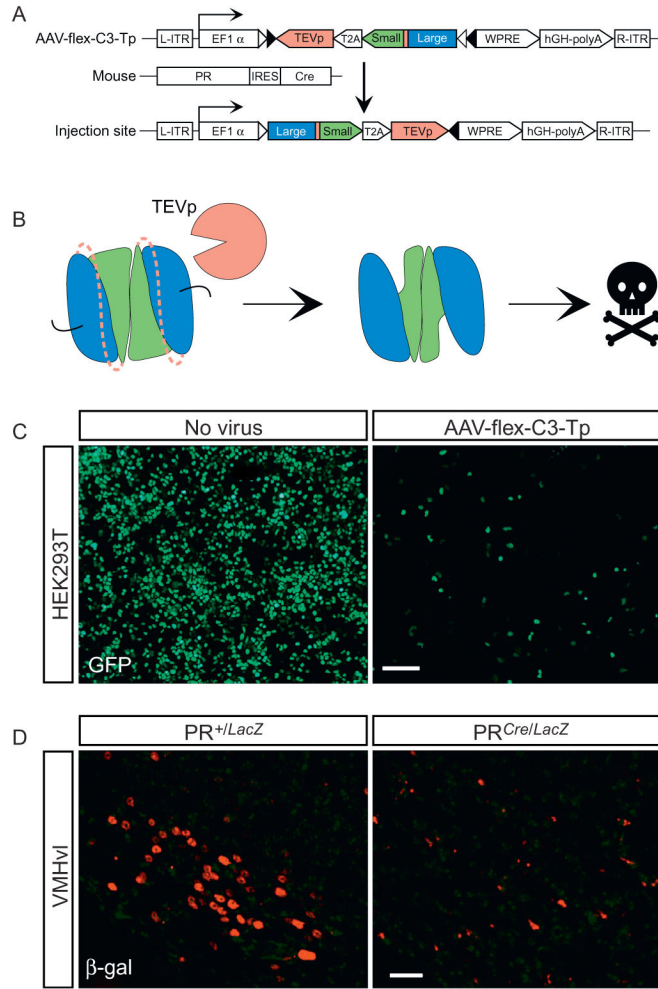 A
AAV-flex-C3-Tp
L-ITR
EF1 α
TEVp
T2A
Small
Large
WPRE
hGH-polyA
R-ITR
Mouse
PR
IRES
Cre
Injection site
L-ITR
EF1 α
Large
Small
T2A
TEVp
WPRE
hGH-polyA
R-ITR
B
TEVp
C
No virus
AAV-flex-C3-Tp
HEK293T
GFP
D
PR+/LacZ
PRCre/LacZ
VMHvl
β-gal